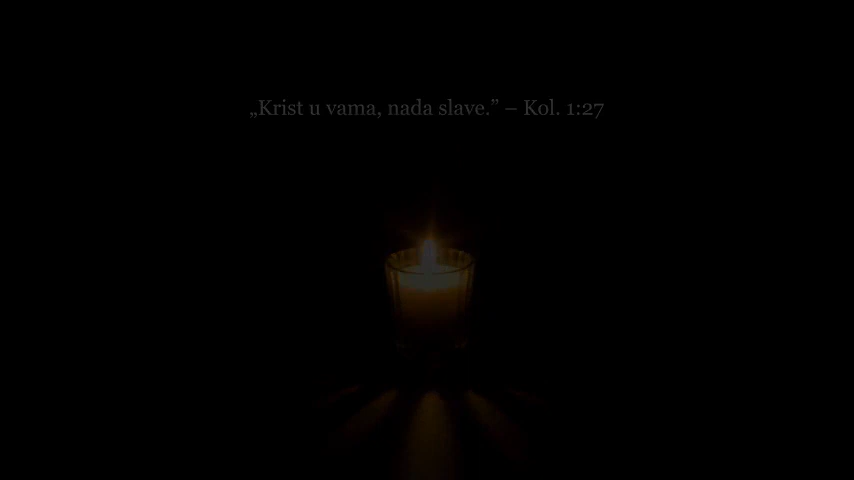 „Krist u vama, nada slave.” – Kol. 1:27